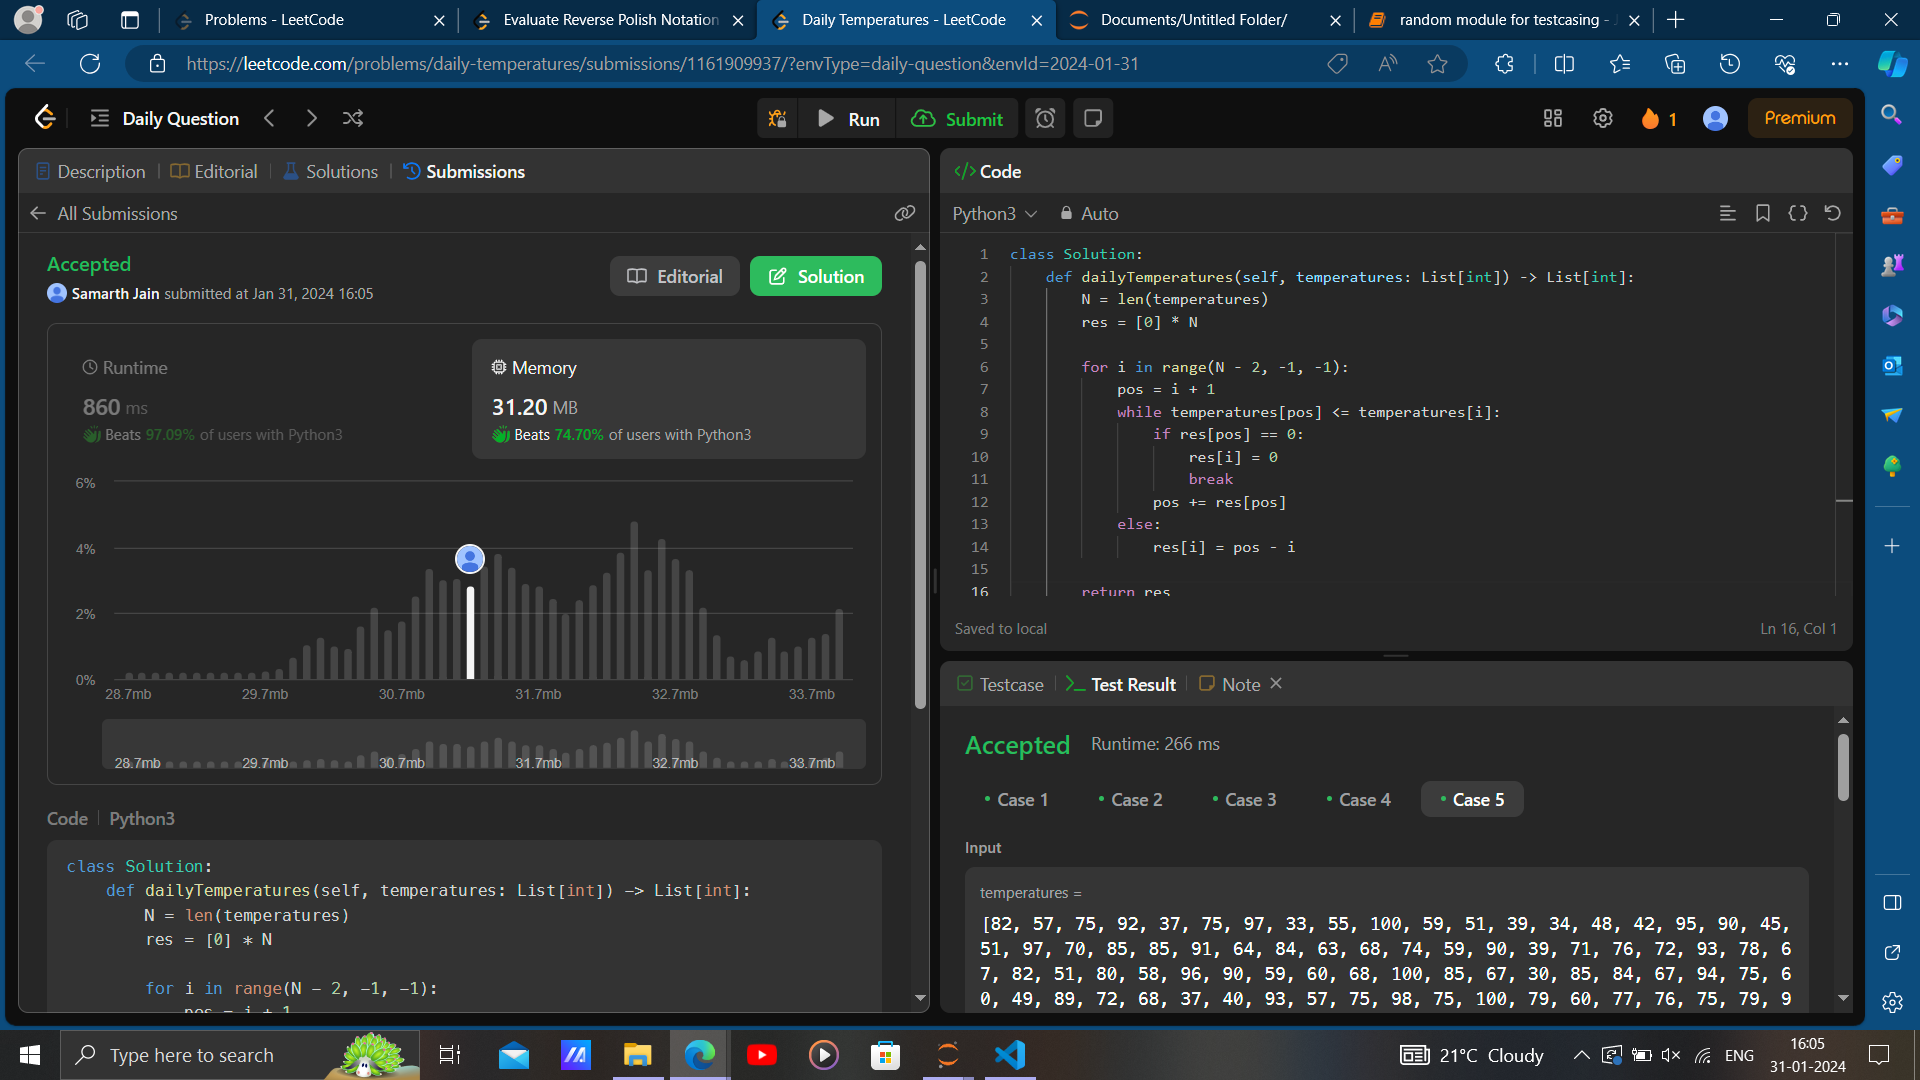 Problems - LeetCode
Evaluate Reverse Polish Notation
Daily Temperatures - LeetCode
Documents/Untitled Folder/
random module for testcasing -
https://leetcode.com/problems/daily-temperatures/submissions/1161909937/?envType=daily-question&envId=2024-01-31
Daily Question
Run
Submit
1
Premium
Description
Editorial
Solutions
Submissions
All Submissions
Accepted
Samarth Jain submitted at Jan 31, 2024 16:05
Editorial
Solution
Runtime
860 ms
Beats 97.09% of users with Python3
Memory
31.20 MB
Beats 74.70% of users with Python3
6%
4%
2%
0%
28.7mb 29.7mb 30.7mb 31.7mb 32.7mb 33.7mb
28.7mb 29.7mb 30.7mb 31.7mb 32.7mb 33.7mb
Code Python3
class Solution:
def dailyTemperatures(self, temperatures: List[int]) -> List[int]:
N = len(temperatures)
res = [0] * N
for i in range(N - 2, -1, -1):
pos = i + 1
Code
Python3
Auto
1 class Solution:
2 def dailyTemperatures(self, temperatures: List[int]) -> List[int]:
3 N = len(temperatures)
4 res = [0] * N
5
6 for i in range(N - 2, -1, -1):
7 pos = i + 1
8 while temperatures[pos] <= temperatures[i]:
9 if res[pos] == 0:
10 res[i] = 0
11 break
12 pos += res[pos]
13 else:
14 res[i] = pos - i
15
16 return res
Saved to local
Ln 16, Col 1
Testcase
Test Result
Note
Accepted Runtime: 266 ms
Case 1
Case 2
Case 3
Case 4
Case 5
Input
temperatures =
[82, 57, 75, 92, 37, 75, 97, 33, 55, 100, 59, 51, 39, 34, 48, 42, 95, 90, 45,
51, 97, 70, 85, 85, 91, 64, 84, 63, 68, 74, 59, 90, 39, 71, 76, 72, 93, 78, 6
7, 82, 51, 80, 58, 96, 90, 59, 60, 68, 100, 85, 67, 30, 85, 84, 67, 94, 75, 6
0, 49, 89, 72, 68, 37, 40, 93, 57, 75, 98, 75, 100, 79, 60, 77, 76, 75, 79, 9
Type here to search
21°C Cloudy
ENG
16:05
31-01-2024